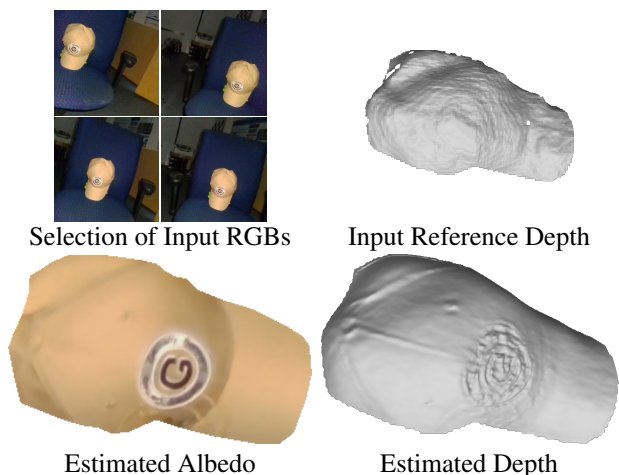 Selection of Input RGBs
Input Reference Depth
G
Estimated Albedo
Estimated Depth